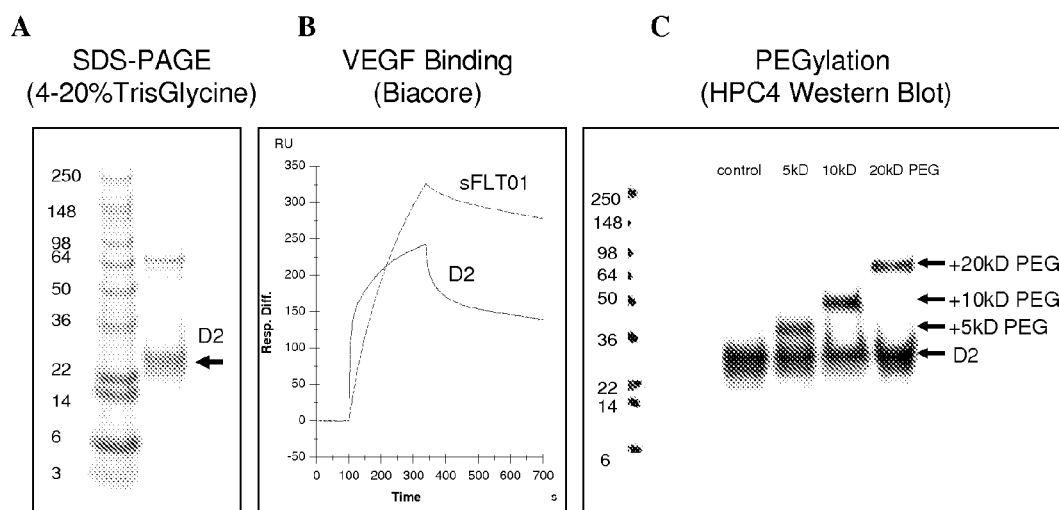 A
SDS-PAGE
(4-20%TrisGlycine)
250
148
98
64
50
36
22
14
6
3
D2
B
VEGF Binding
(Biacore)
RU
350
300
250
200
150
100
50
0
-50
Resp. Diff.
sFLT01
D2
0 100 200 300 400 500 600 700
Time s
C
PEGylation
(HPC4 Western Blot)
control 5kD 10kD 20kD PEG
250
148
98
64
50
36
22
14
6
+20kD PEG
+10kD PEG
+5kD PEG
D2